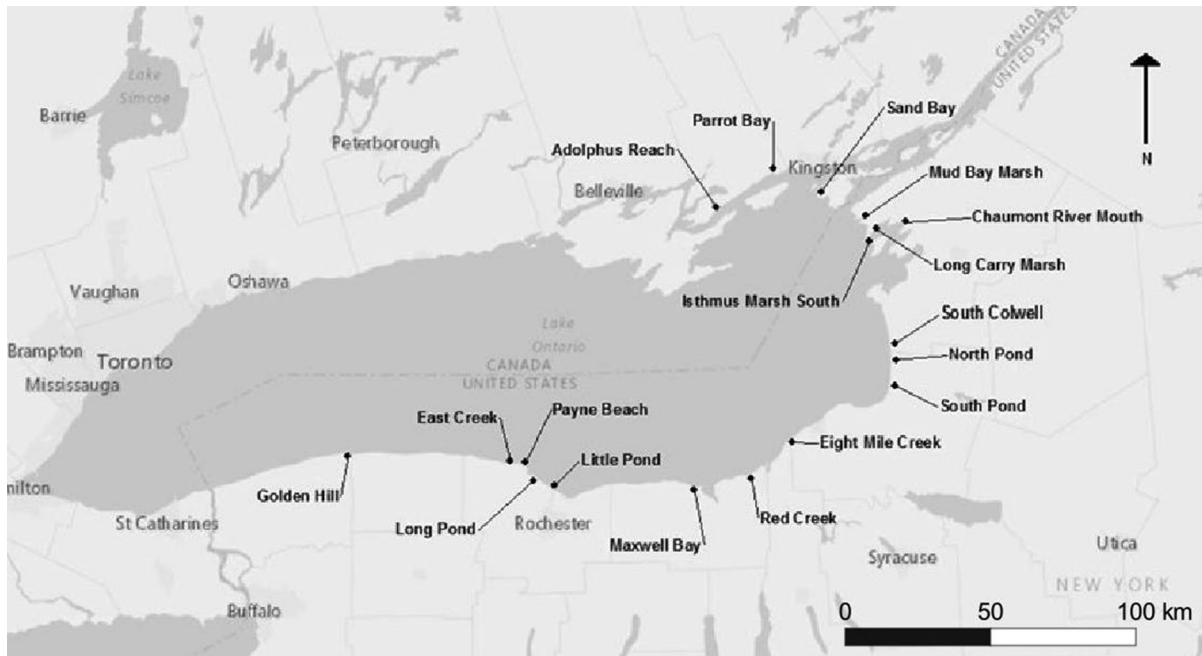 CANADA
UNITED STATES
Lake
Simcoe
Barrie
Sand Bay
Parrot Bay
Peterborough
Adolphus Reach
Kingston
N
Belleville
Mud Bay Marsh
Chaumont River Mouth
Long Carry Marsh
Oshawa
Vaughan
Isthmus Marsh South
South Colwell
Lake
Ontario
Brampton
Toronto
North Pond
CANADA
UNITED STATES
Mississauga
South Pond
Payne Beach
East Creek
Eight Mile Creek
Little Pond
milton
Golden Hill
St Catharines
Long Pond
Rochester
Red Creek
Maxwell Bay
Utica
Syracuse
NEW YORK
Buffalo
0 50 100 km